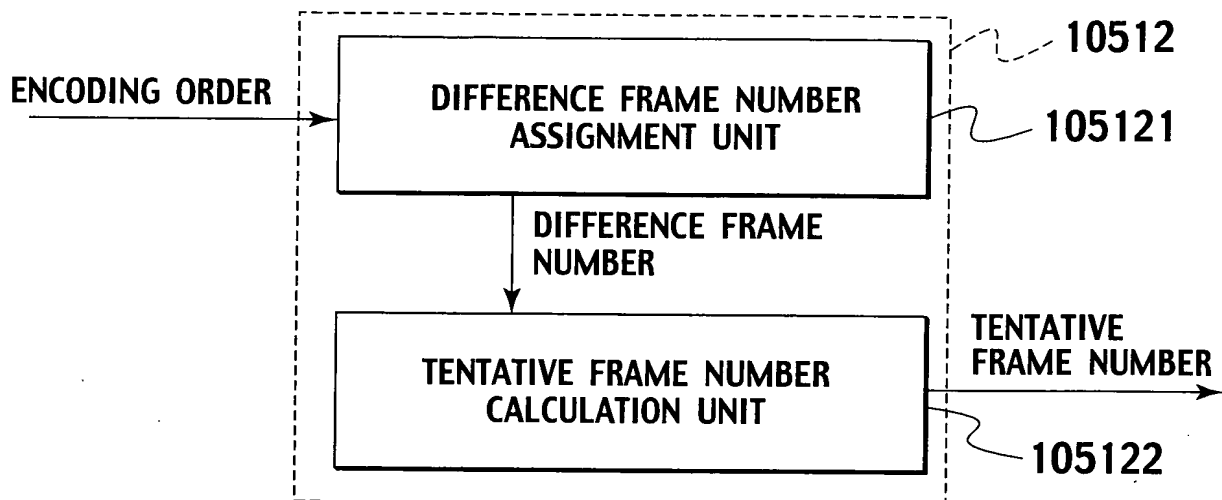 10512
ENCODING ORDER
DIFFERENCE FRAME NUMBER
ASSIGNMENT UNIT
105121
DIFFERENCE FRAME
NUMBER
TENTATIVE FRAME NUMBER
CALCULATION UNIT
TENTATIVE
FRAME NUMBER
105122